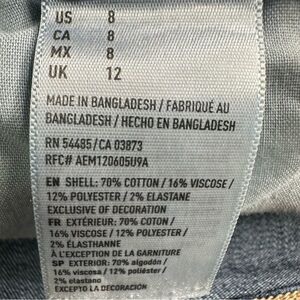 US 8
CA 8
MX 8
UK 12
MADE IN BANGLADESH / FABRIQUÉ AU
BANGLADESH / HECHO EN BANGLADESH
RN 54485/CA 03873
RFC# AEM120605U9A
EN SHELL: 70% COTTON / 16% VISCOSE /
12% POLYESTER / 2% ELASTANE
EXCLUSIVE OF DECORATION
FR EXTÉRIEUR: 70% COTON /
16% VISCOSE / 12% POLYESTER /
2% ÉLASTHANNE
À L'EXCEPTION DE LA GARNITURE
SP EXTERIOR: 70% algodón /
16% viscosa / 12% poliéster /
2% elastano
EXCEPTO LA DECORACIÓN